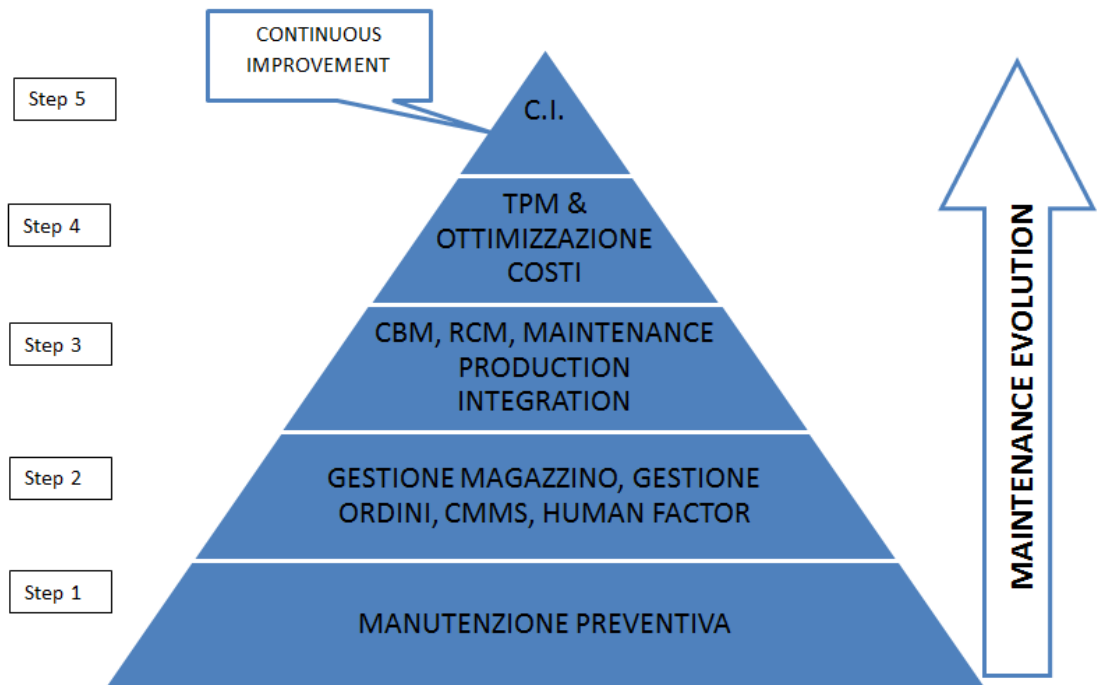 CONTINUOUS
IMPROVEMENT
Step 5
C.I.
Step 4
TPM &
OTTIMIZZAZIONE
COSTI
Step 3
CBM, RCM, MAINTENANCE
PRODUCTION
INTEGRATION
Step 2
GESTIONE MAGAZZINO, GESTIONE
ORDINI, CMMS, HUMAN FACTOR
Step 1
MANUTENZIONE PREVENTIVA
MAINTENANCE EVOLUTION